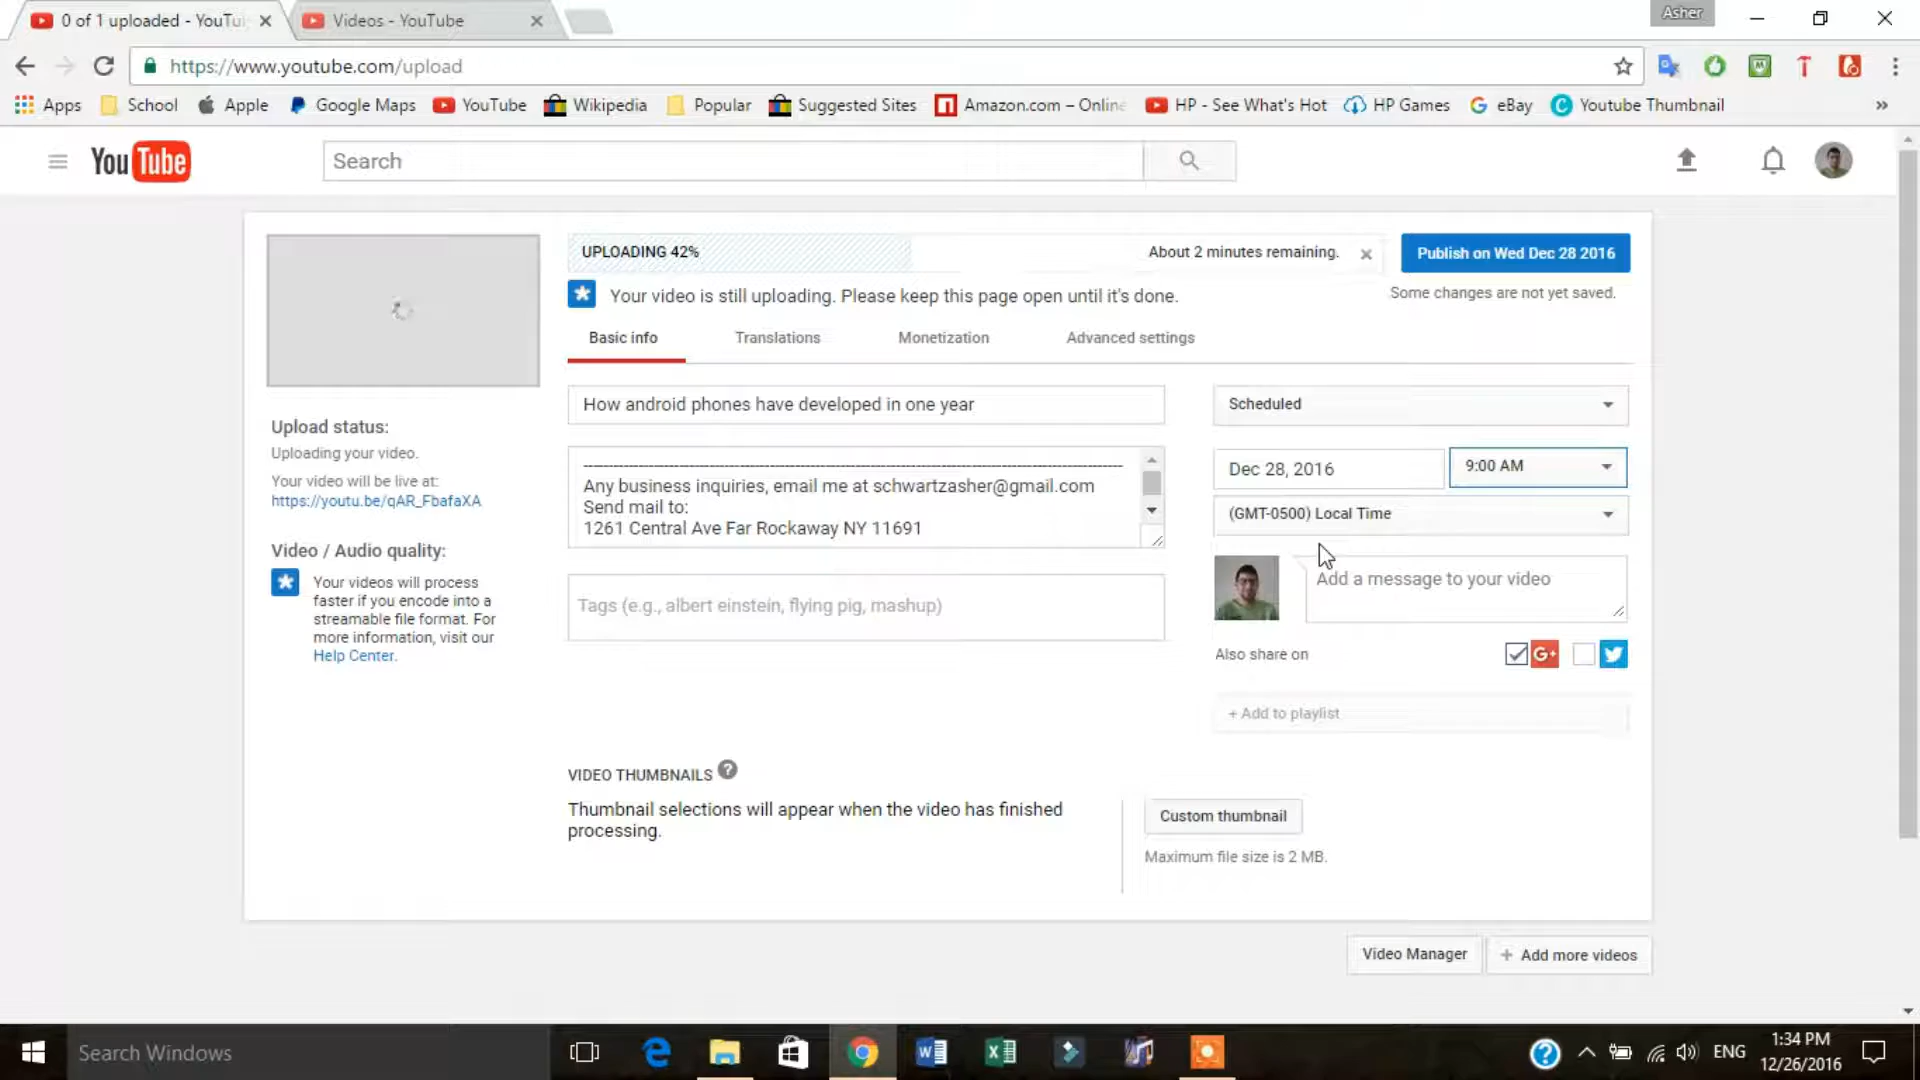 0 of 1 uploaded - YouTu
Videos - YouTube
Asher
https://www.youtube.com/upload
Apps
School
Apple
Google Maps
YouTube
Wikipedia
Popular
Suggested Sites
Amazon.com – Online
HP - See What's Hot
HP Games
eBay
Youtube Thumbnail
»
YouTube
Search
UPLOADING 42%
About 2 minutes remaining.
Publish on Wed Dec 28 2016
Your video is still uploading. Please keep this page open until it's done.
Some changes are not yet saved.
Basic info
Translations
Monetization
Advanced settings
How android phones have developed in one year
Scheduled
Upload status:
Uploading your video.
Your video will be live at:
https://youtu.be/qAR_FbafaXA
Any business inquiries, email me at schwartzasher@gmail.com
Send mail to:
1261 Central Ave Far Rockaway NY 11691
Dec 28, 2016
9:00 AM
(GMT-0500) Local Time
Video / Audio quality:
Your videos will process
faster if you encode into a
streamable file format. For
more information, visit our
Help Center.
Tags (e.g., albert einstein, flying pig, mashup)
Add a message to your video
Also share on
G+
+ Add to playlist
VIDEO THUMBNAILS ?
Thumbnail selections will appear when the video has finished
processing.
Custom thumbnail
Maximum file size is 2 MB.
Video Manager
+ Add more videos
Search Windows
ENG
1:34 PM
12/26/2016